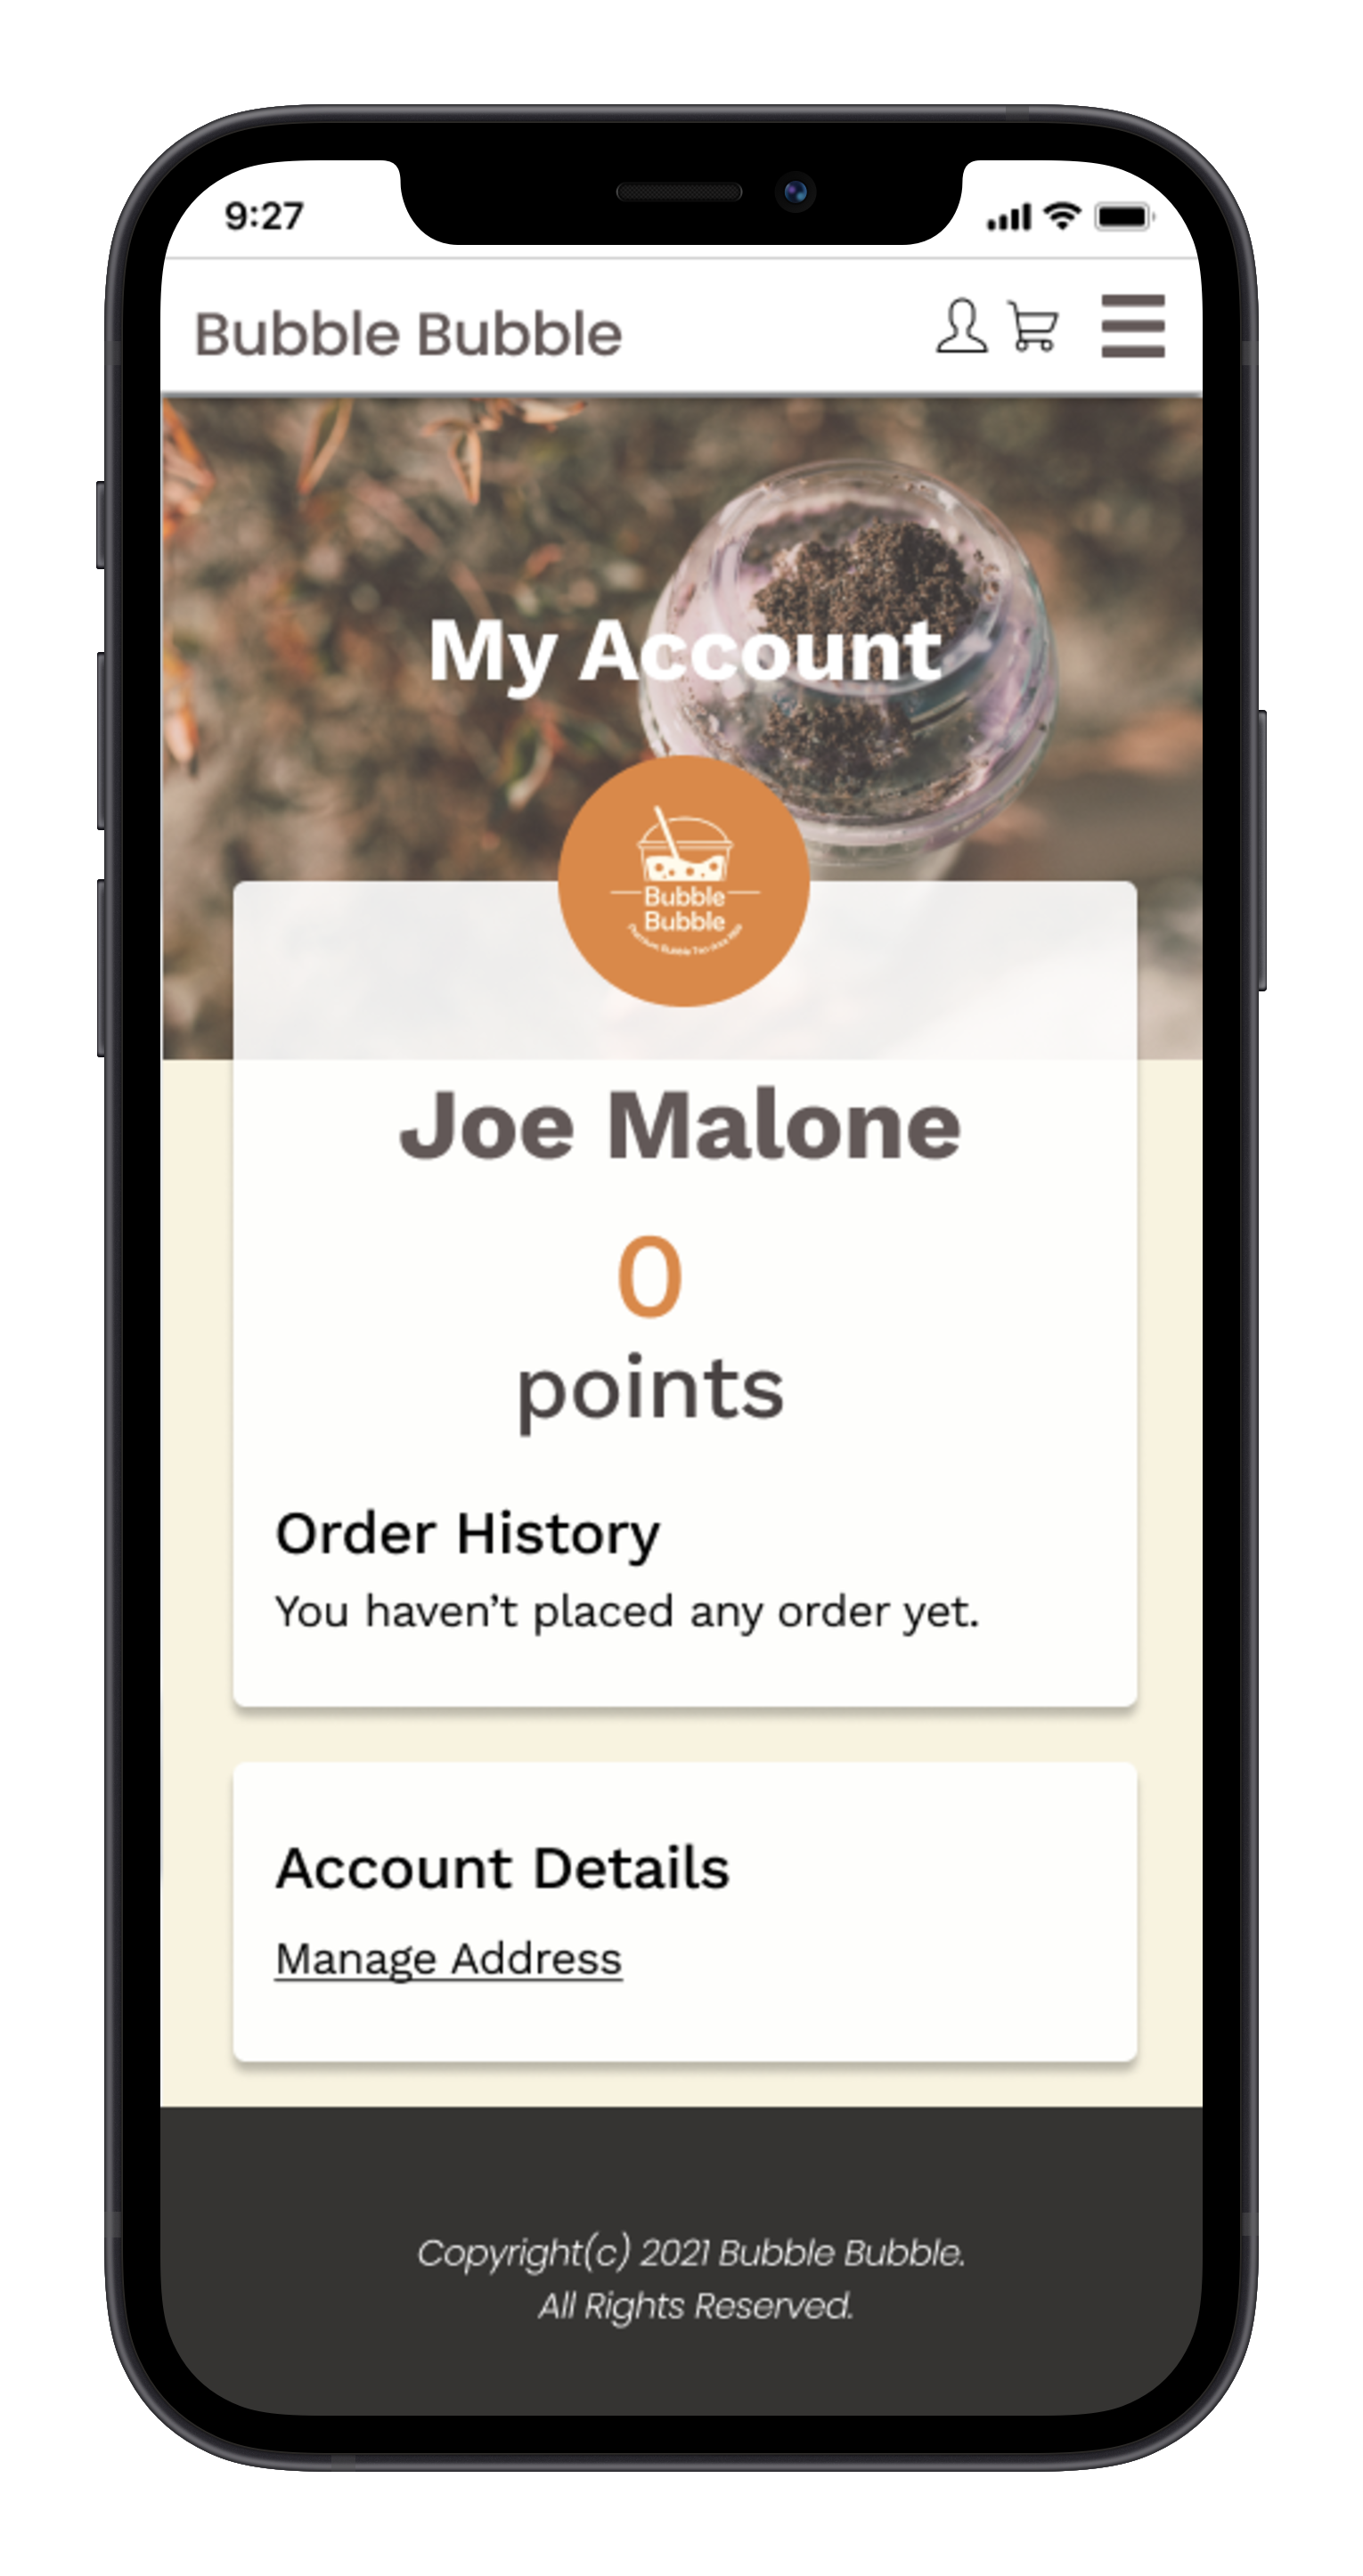 9:27
Bubble Bubble
My Account
Bubble
Bubble
Joe Malone
0
points
Order History
You haven’t placed any order yet.
Account Details
Manage Address
Copyright(c) 2021 Bubble Bubble.
All Rights Reserved.